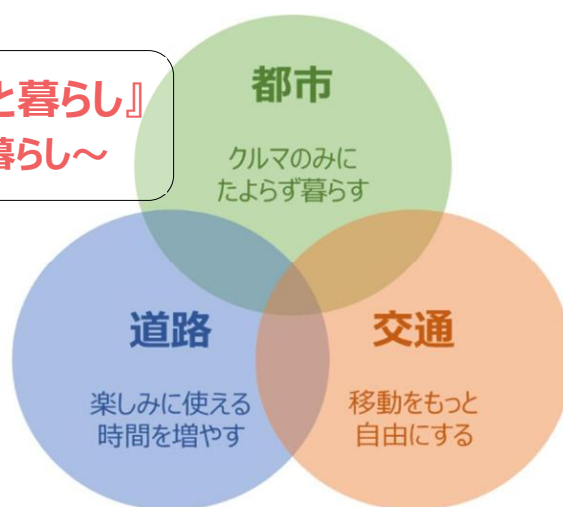 と暮らし』
暮らし～
都市
クルマのみに
たよらず暮らす
道路
楽しみに使える
時間を増やす
交通
移動をもっと
自由にする